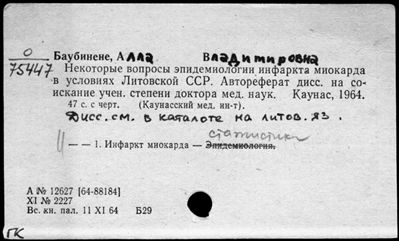 О
75447
Баубинене, Алла Владимировна
Некоторые вопросы эпидемиологии инфаркта миокарда
в условиях Литовской ССР. Автореферат дисс. на со-
искание учен. степени доктора мед. наук. Каунас, 1964.
47 с. с черт. (Каунасский мед. ин-т).
Дисс. см. в каталоге на литов. яз.
статистика
— — 1. Инфаркт миокарда — Эпидемиология.
А № 12627 [64-88184]
XI № 2227
Вс. кн. пал. 11 XI 64 Б29
ГК